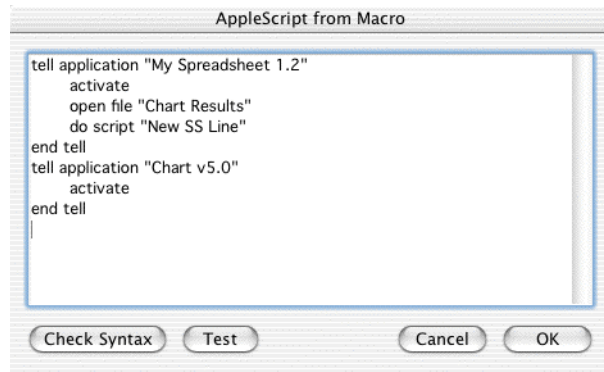 AppleScript from Macro
tell application "My Spreadsheet 1.2"
activate
open file "Chart Results"
do script "New SS Line"
end tell
tell application "Chart v5.0"
activate
end tell
Check Syntax Test Cancel OK